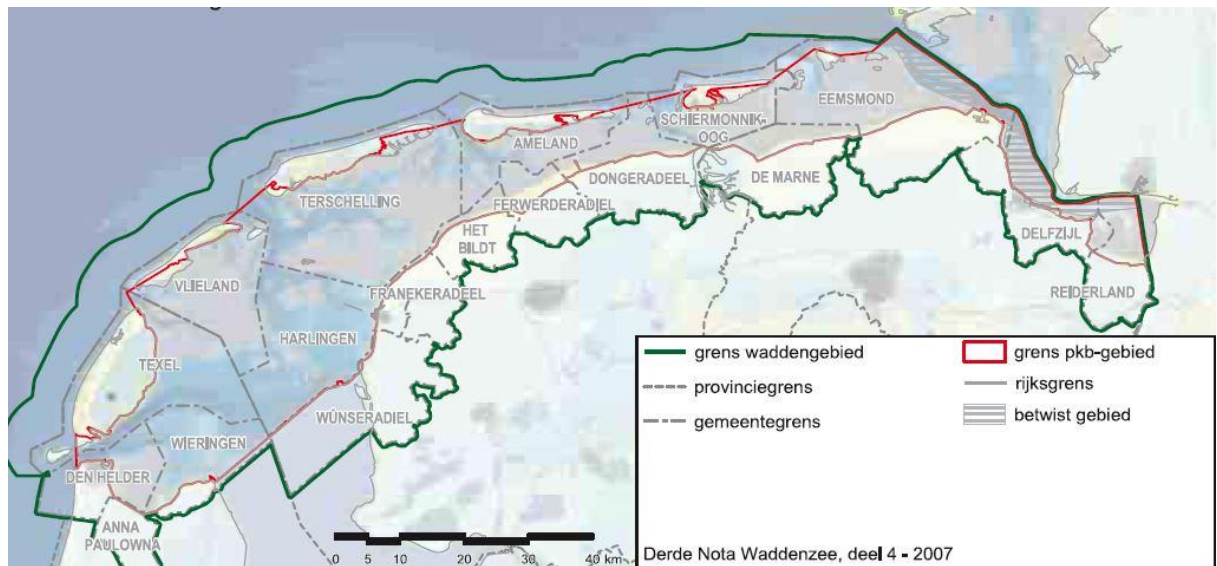 EEMSMOND
SCHIERMONNIK-
OOG
AMELAND
DE MARNE
DONGERADEEL
TERSCHELLING
FERWERDERADIEL
HET
BILDT
DELFZIJL
VLIELAND
FRANEKERADEEL
REIDERLAND
HARLINGEN
TEXEL
WÛNSERADIEL
WIERINGEN
DEN HELDER
ANNA
PAULOWNA
0 5 10 20 30 40 km
grens waddengebied
provinciegrens
gemeentegrens
grens pkb-gebied
rijksgrens
betwist gebied
Derde Nota Waddenzee, deel 4 - 2007